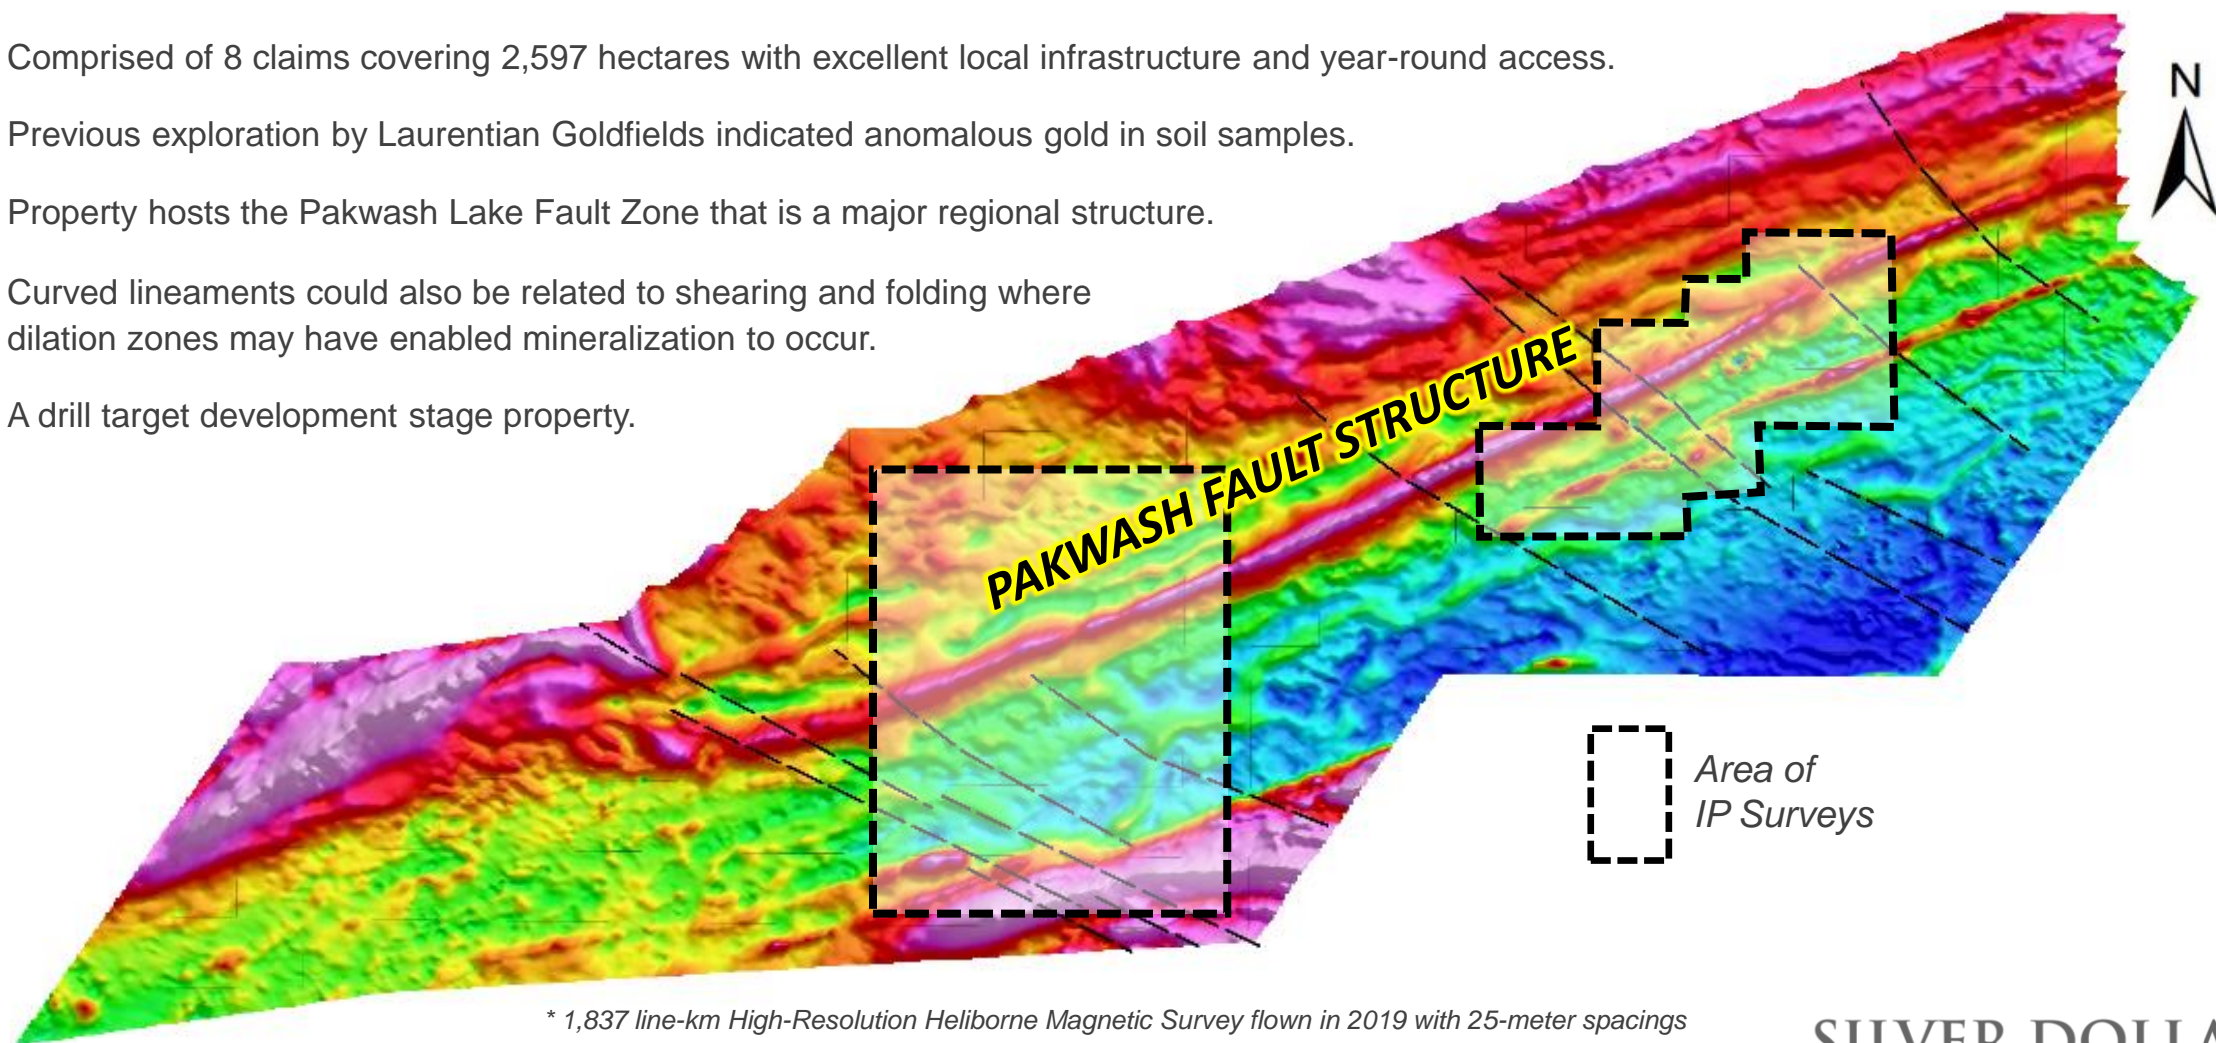 Comprised of 8 claims covering 2,597 hectares with excellent local infrastructure and year-round access.
Previous exploration by Laurentian Goldfields indicated anomalous gold in soil samples.
Property hosts the Pakwash Lake Fault Zone that is a major regional structure.
Curved lineaments could also be related to shearing and folding where
dilation zones may have enabled mineralization to occur.
A drill target development stage property.
N
PAKWASH FAULT STRUCTURE
Area of
IP Surveys
* 1,837 line-km High-Resolution Heliborne Magnetic Survey flown in 2019 with 25-meter spacings
SILVER